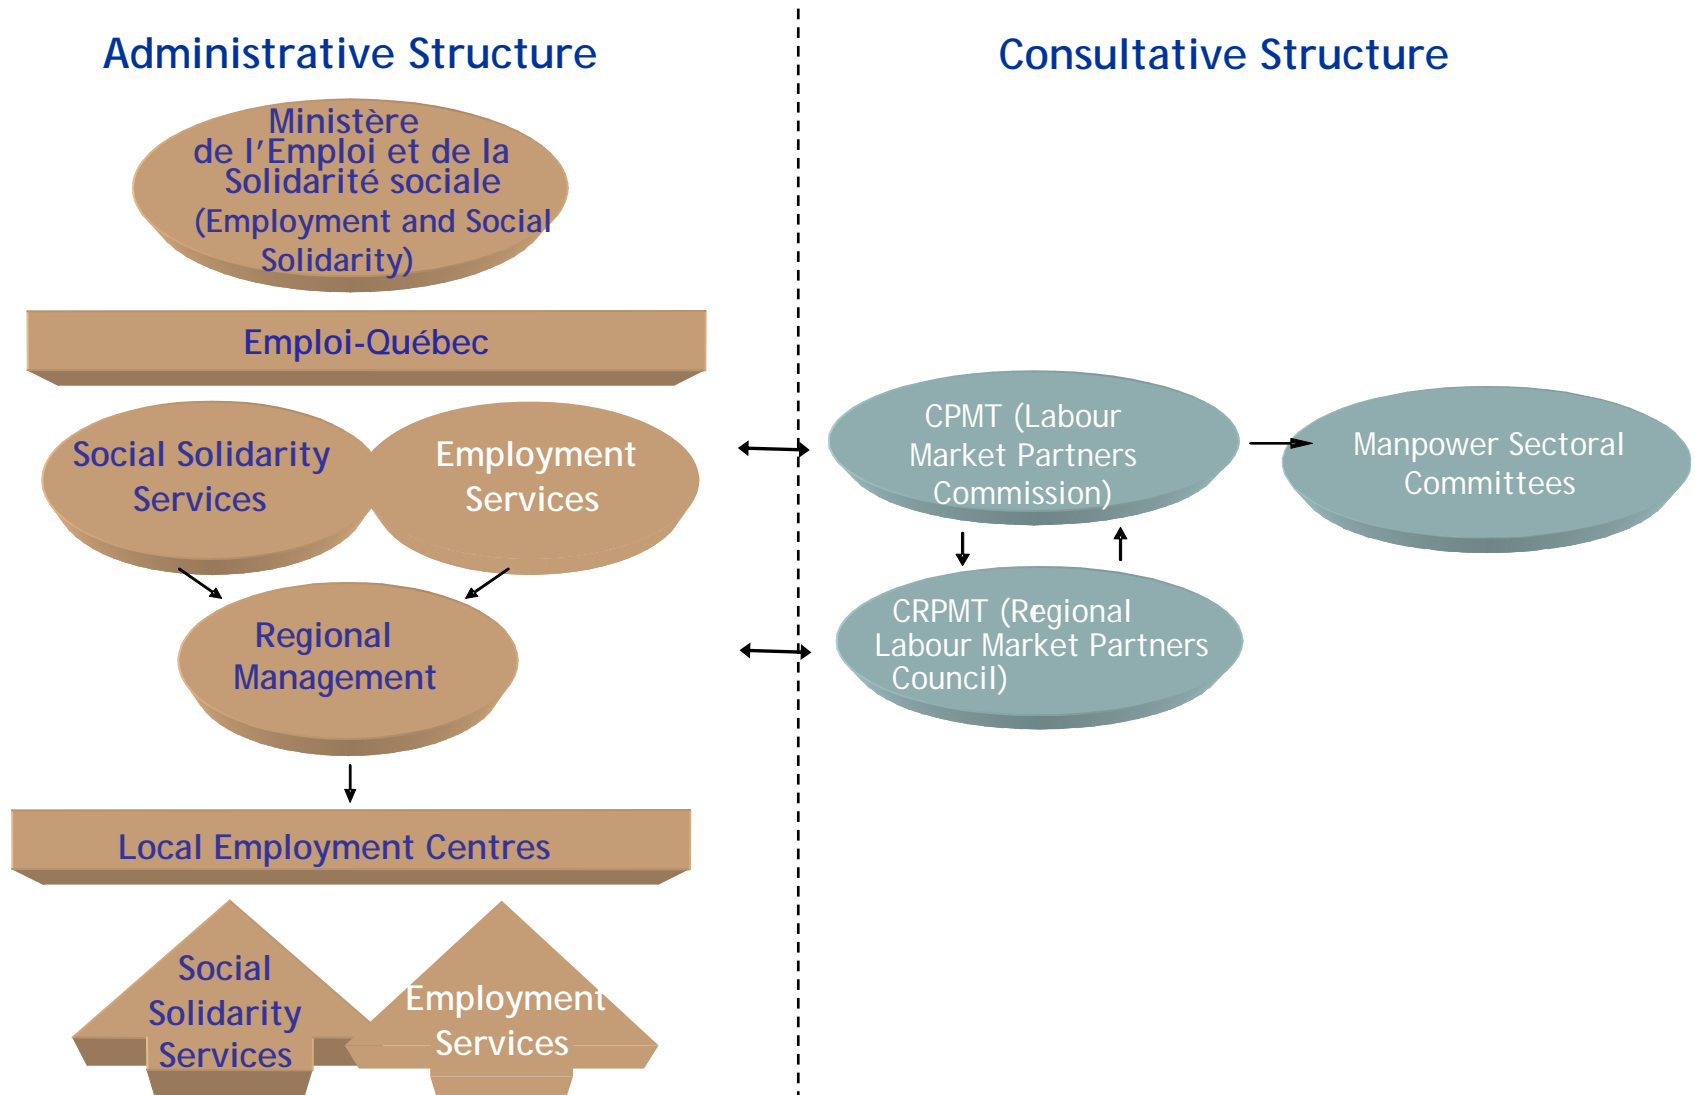 Administrative Structure
Ministère
de l'Emploi et de la
Solidarité sociale
(Employment and Social
Solidarity)
Emploi-Québec
Social Solidarity
Services
Employment
Services
Regional
Management
Local Employment Centres
Social
Solidarity
Services
Employment
Services
Consultative Structure
CPMT (Labour
Market Partners
Commission)
Manpower Sectoral
Committees
CRPMT (Regional
Labour Market Partners
Council)